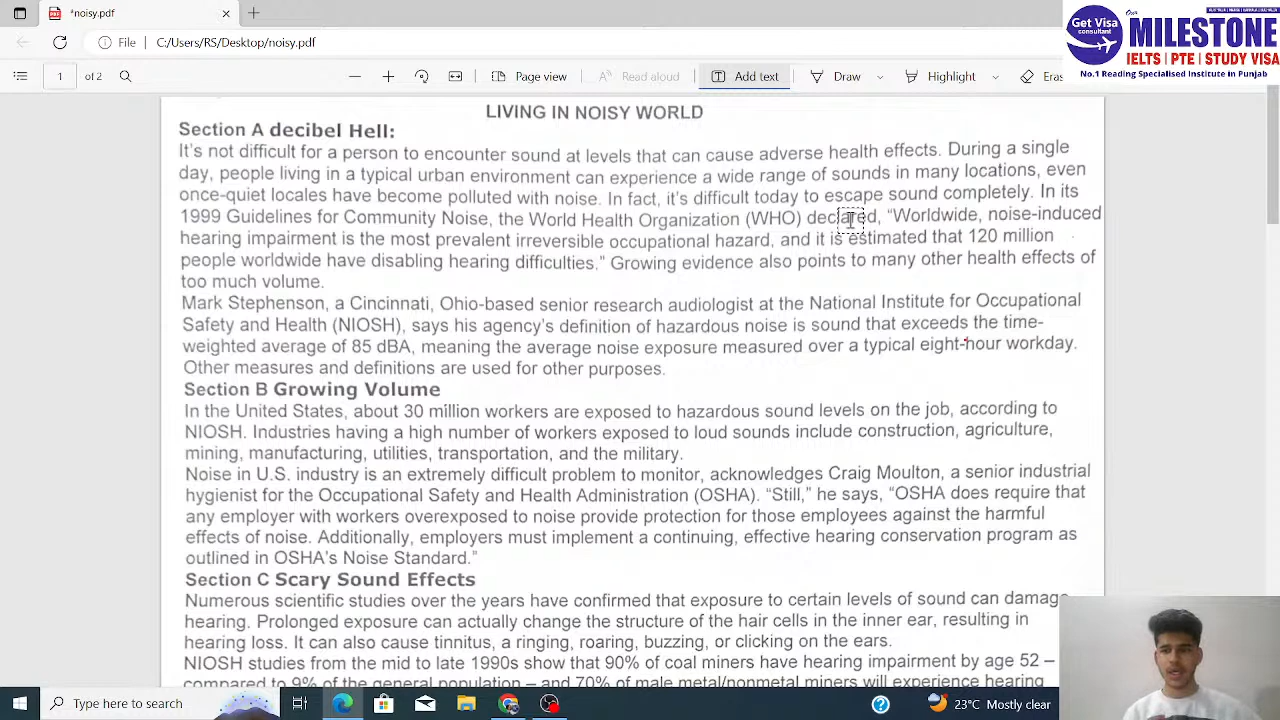 *noisy.pdf
File C:/Users/RS/Desktop/noisy.pdf
Get Visa
consultant
Our
MILESTONE
IELTS | PTE | STUDY VISA
No.1 Reading Specialised Institute in Punjab
1 of 2
Page view
Read aloud
Add text
Draw
Highlight
Eras
LIVING IN NOISY WORLD
Section A decibel Hell:
It's not difficult for a person to encounter sound at levels that can cause adverse health effects. During a single
day, people living in a typical urban environment can experience a wide range of sounds in many locations, even
once-quiet locales have become polluted with noise. In fact, it's difficult today to escape sound completely. In its
1999 Guidelines for Community Noise, the World Health Organization (WHO) declared, "Worldwide, noise-induced
hearing impairment is the most prevalent irreversible occupational hazard, and it is estimated that 120 million
people worldwide have disabling hearing difficulties." Growing evidence also points to many other health effects of
too much volume.
Mark Stephenson, a Cincinnati, Ohio-based senior research audiologist at the National Institute for Occupational
Safety and Health (NIOSH), says his agency's definition of hazardous noise is sound that exceeds the time-
weighted average of 85 dBA, meaning the average noise exposure measured over a typical eight-hour workday.
Other measures and definitions are used for other purposes.
Section B Growing Volume
In the United States, about 30 million workers are exposed to hazardous sound levels on the job, according to
NIOSH. Industries having a high number of workers exposed to loud sounds include construction, agriculture,
mining, manufacturing, utilities, transportation, and the military.
Noise in U.S. industry is an extremely difficult problem to monitor, acknowledges Craig Moulton, a senior industrial
hygienist for the Occupational Safety and Health Administration (OSHA). "Still," he says, "OSHA does require that
any employer with workers overexposed to noise provide protection for those employees against the harmful
effects of noise. Additionally, employers must implement a continuing, effective hearing conservation program as
outlined in OSHA's Noise Standard."
Section C Scary Sound Effects
Numerous scientific studies over the years have confirmed that exposure to certain levels of sound can damage
hearing. Prolonged exposure can actually change the structure of the hair cells in the inner ear, resulting in
hearing loss. It can also cause tinnitus, a ringing, roaring, buzzing, or clicking on the ears.
NIOSH studies from the mid to late 1990s show that 90% of coal miners have hearing impairment by age 52 –
compared to 9% of the general population – and 70% of male metal/nonmetal miners will experience hearing
Type here to search
23°C Mostly clear